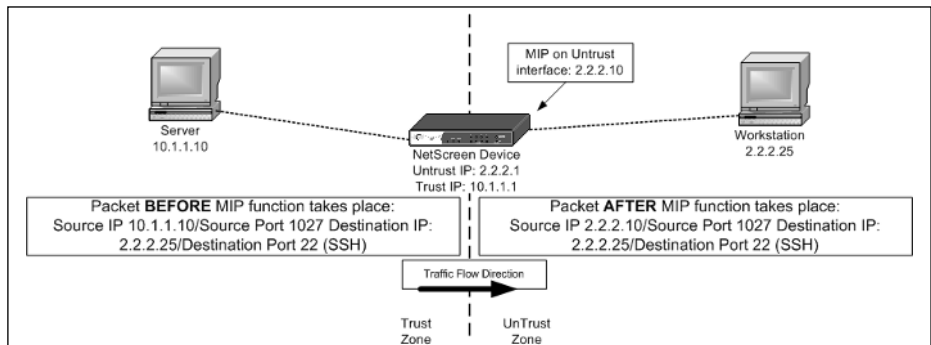 MIP on Untrust
interface: 2.2.2.10
Server
10.1.1.10
Workstation
2.2.2.25
NetScreen Device
Untrust IP: 2.2.2.1
Trust IP: 10.1.1.1
Packet BEFORE MIP function takes place:
Source IP 10.1.1.10/Source Port 1027 Destination IP:
2.2.2.25/Destination Port 22 (SSH)
Packet AFTER MIP function takes place:
Source IP 2.2.2.10/Source Port 1027 Destination IP:
2.2.2.25/Destination Port 22 (SSH)
Traffic Flow Direction
Trust
Zone
UnTrust
Zone